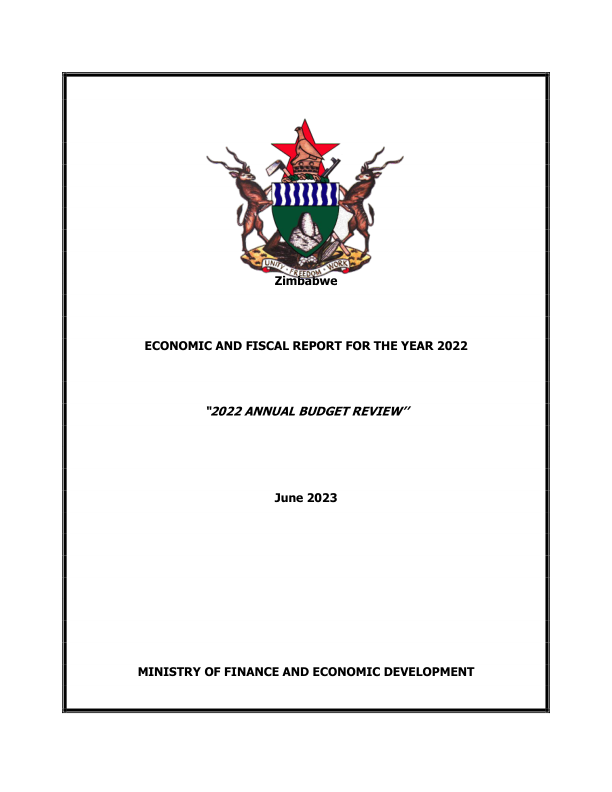 UNITY · FREEDOM · WORK
Zimbabwe
ECONOMIC AND FISCAL REPORT FOR THE YEAR 2022
“2022 ANNUAL BUDGET REVIEW’’
June 2023
MINISTRY OF FINANCE AND ECONOMIC DEVELOPMENT